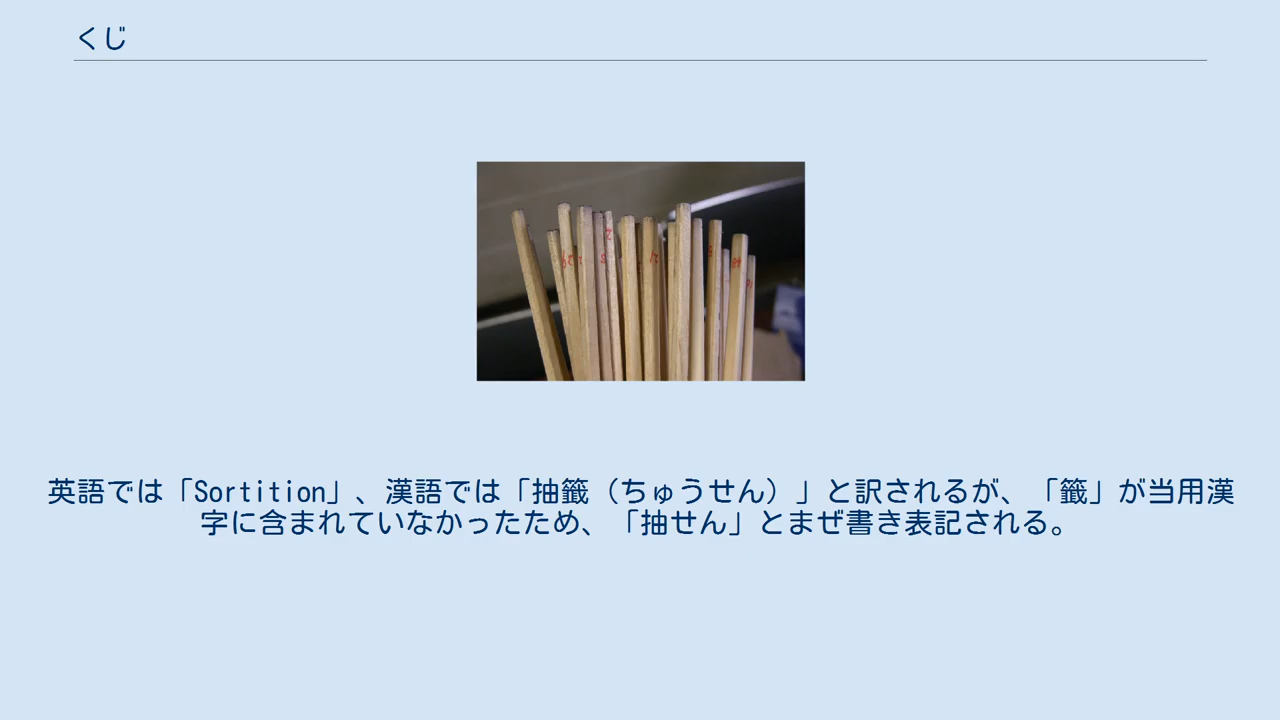 くじ
英語では「Sortition」、漢語では「抽籤（ちゅうせん）」と訳されるが、「籤」が当用漢
字に含まれていなかったため、「抽せん」とまぜ書き表記される。